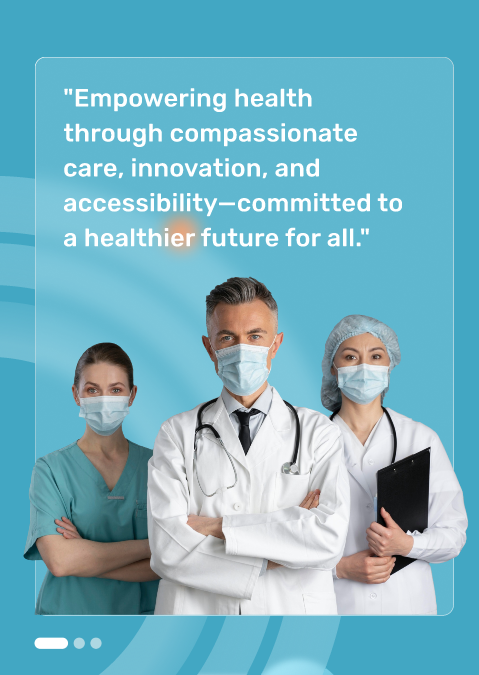 "Empowering health
through compassionate
care, innovation, and
accessibility—committed to
a healthier future for all."